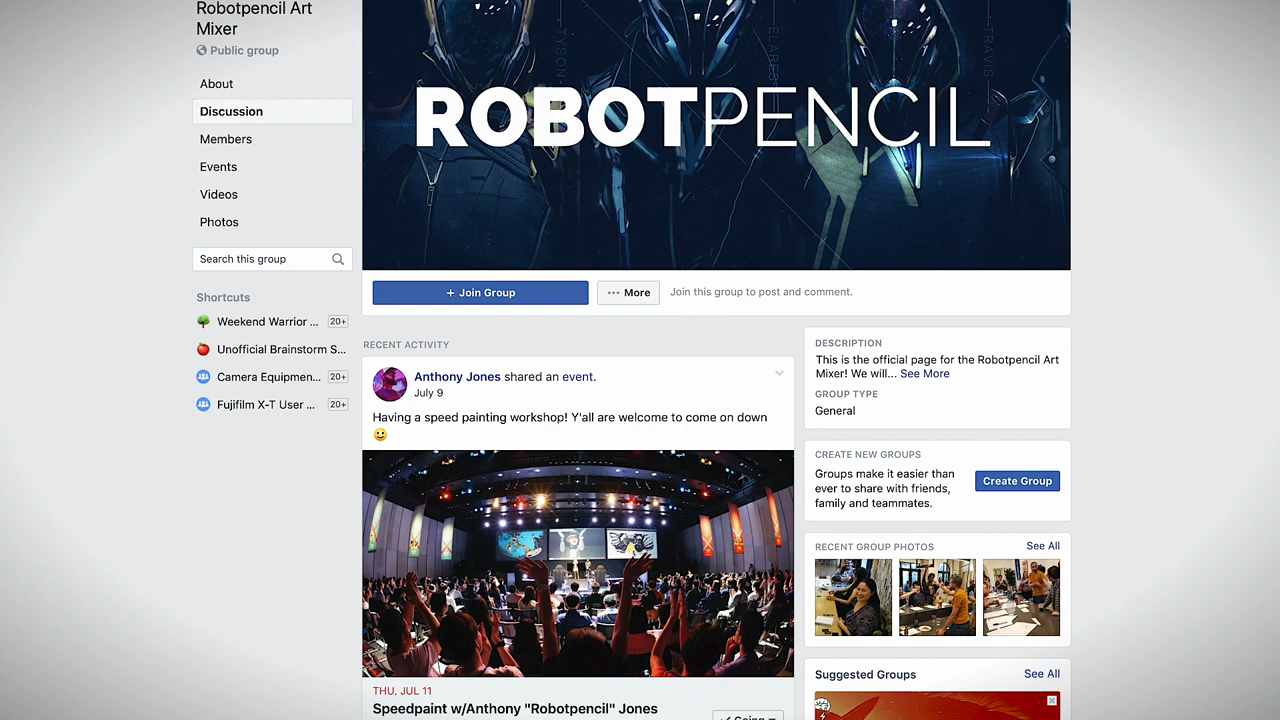 Robotpencil Art
Mixer
Public group
About
Discussion
Members
Events
Videos
Photos
Search this group
Shortcuts
Weekend Warrior ... 20+
Unofficial Brainstorm S...
Camera Equipmen... 20+
Fujifilm X-T User ... 20+
TYSON
ELARES
TRAVIS
ROBOTPENCIL
+ Join Group
··· More
Join this group to post and comment.
RECENT ACTIVITY
Anthony Jones shared an event.
July 9
Having a speed painting workshop! Y'all are welcome to come on down
THU, JUL 11
Speedpaint w/Anthony "Robotpencil" Jones
Going
DESCRIPTION
This is the official page for the Robotpencil Art
Mixer! We will... See More
GROUP TYPE
General
CREATE NEW GROUPS
Groups make it easier than
ever to share with friends,
family and teammates.
Create Group
RECENT GROUP PHOTOS See All
Suggested Groups See All